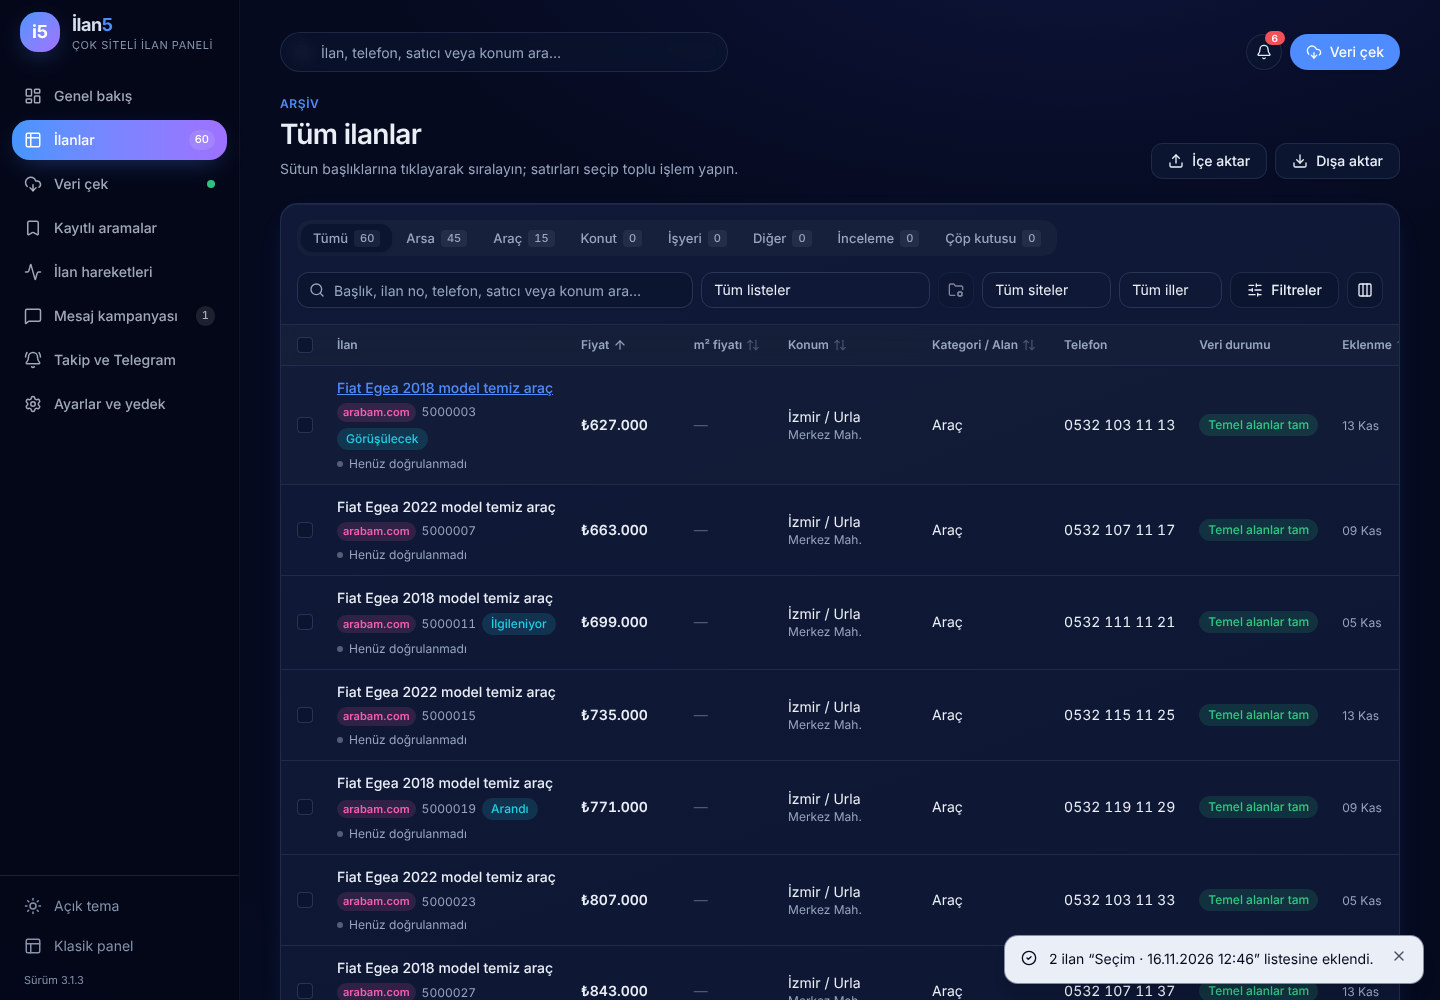 i5
İlan5
ÇOK SİTELİ İLAN PANELİ
Genel bakış
İlanlar 60
Veri çek
Kayıtlı aramalar
İlan hareketleri
Mesaj kampanyası 1
Takip ve Telegram
Ayarlar ve yedek
Açık tema
Klasik panel
Sürüm 3.1.3
İlan, telefon, satıcı veya konum ara...
6
Veri çek
ARŞİV
Tüm ilanlar
Sütun başlıklarına tıklayarak sıralayın; satırları seçip toplu işlem yapın.
İçe aktar
Dışa aktar
Tümü 60 Arsa 45 Araç 15 Konut 0 İşyeri 0 Diğer 0 İnceleme 0 Çöp kutusu 0
Başlık, ilan no, telefon, satıcı veya konum ara...
Tüm listeler
Tüm siteler
Tüm iller
Filtreler
İlan Fiyat m² fiyatı Konum Kategori / Alan Telefon Veri durumu Eklenme
Fiat Egea 2018 model temiz araç
arabam.com 5000003
Görüşülecek
Henüz doğrulanmadı
₺627.000 — İzmir / Urla Araç 0532 103 11 13 Temel alanlar tam 13 Kas
Merkez Mah.
Fiat Egea 2022 model temiz araç
arabam.com 5000007
Henüz doğrulanmadı
₺663.000 — İzmir / Urla Araç 0532 107 11 17 Temel alanlar tam 09 Kas
Merkez Mah.
Fiat Egea 2018 model temiz araç
arabam.com 5000011 İlgileniyor
Henüz doğrulanmadı
₺699.000 — İzmir / Urla Araç 0532 111 11 21 Temel alanlar tam 05 Kas
Merkez Mah.
Fiat Egea 2022 model temiz araç
arabam.com 5000015
Henüz doğrulanmadı
₺735.000 — İzmir / Urla Araç 0532 115 11 25 Temel alanlar tam 13 Kas
Merkez Mah.
Fiat Egea 2018 model temiz araç
arabam.com 5000019 Arandı
Henüz doğrulanmadı
₺771.000 — İzmir / Urla Araç 0532 119 11 29 Temel alanlar tam 09 Kas
Merkez Mah.
Fiat Egea 2022 model temiz araç
arabam.com 5000023
Henüz doğrulanmadı
₺807.000 — İzmir / Urla Araç 0532 103 11 33 Temel alanlar tam 05 Kas
Merkez Mah.
Fiat Egea 2018 model temiz araç
arabam.com 5000027
₺843.000 — İzmir / Urla Araç 0532 107 11 37 Temel alanlar tam 13 Kas
Merkez Mah.
2 ilan “Seçim · 16.11.2026 12:46” listesine eklendi.